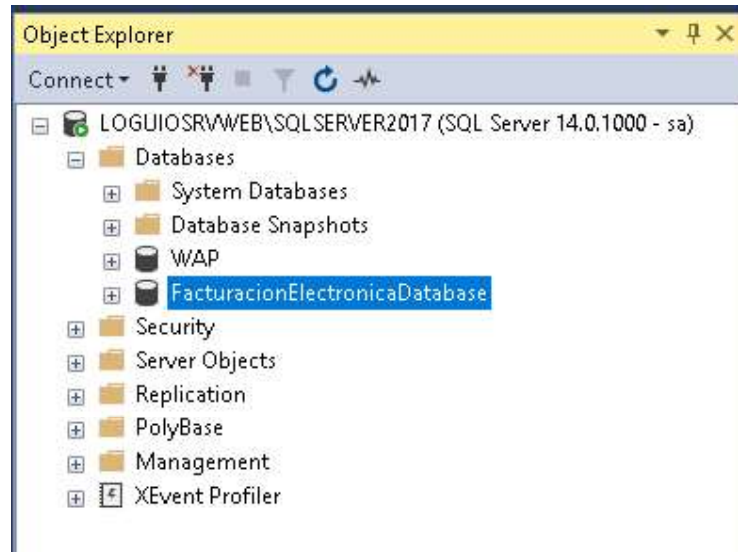 Object Explorer
Connect
LOGUIOSRVWEB\SQLSERVER2017 (SQL Server 14.0.1000 - sa)
Databases
System Databases
Database Snapshots
WAP
FacturacionElectronicaDatabase
Security
Server Objects
Replication
PolyBase
Management
XEvent Profiler